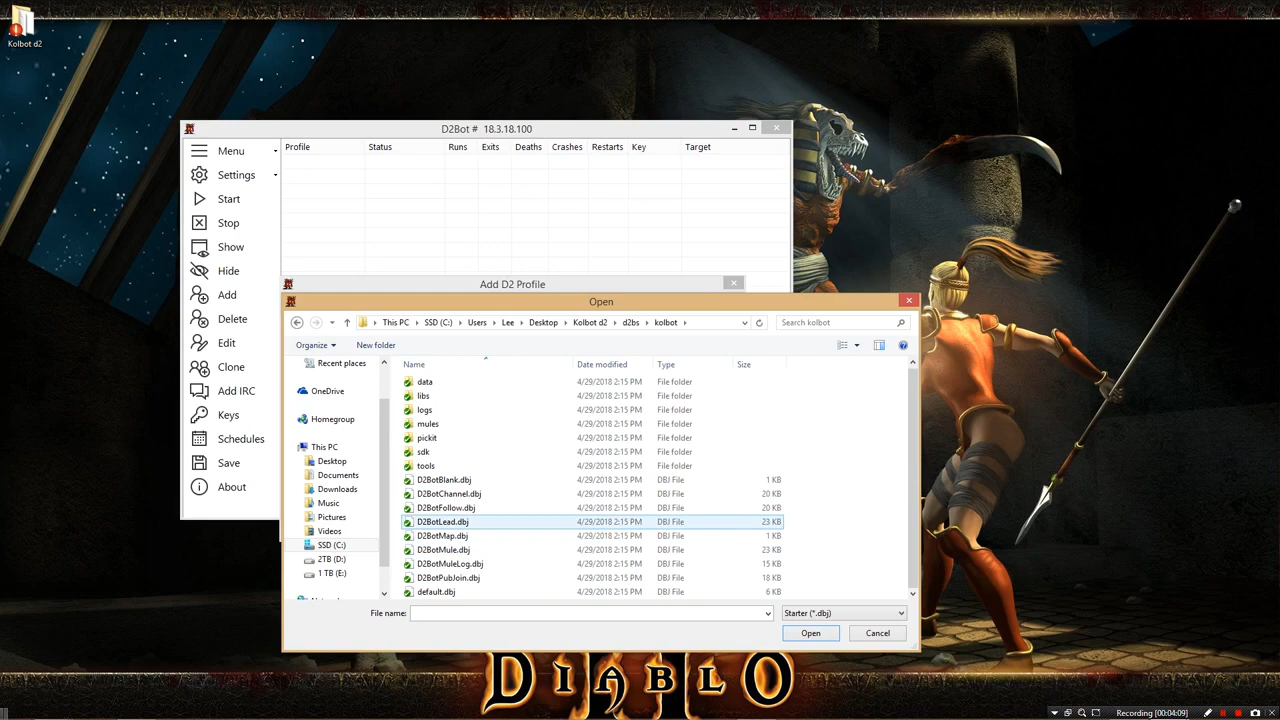 Kolbot d2
D2Bot # 18.3.18.100
Menu
Settings
Start
Stop
Show
Hide
Add
Delete
Edit
Clone
Add IRC
Keys
Schedules
Save
About
Profile Status Runs Exits Deaths Crashes Restarts Key Target
Add D2 Profile
Open
This PC SSD (C:) Users Lee Desktop Kolbot d2 d2bs kolbot
Search kolbot
Organize New folder
Recent places
OneDrive
Homegroup
This PC
Desktop
Documents
Downloads
Music
Pictures
Videos
SSD (C:)
2TB (D:)
1 TB (E:)
Name Date modified Type Size
data 4/29/2018 2:15 PM File folder
libs 4/29/2018 2:15 PM File folder
logs 4/29/2018 2:15 PM File folder
mules 4/29/2018 2:15 PM File folder
pickit 4/29/2018 2:15 PM File folder
sdk 4/29/2018 2:15 PM File folder
tools 4/29/2018 2:15 PM File folder
D2BotBlank.dbj 4/29/2018 2:15 PM DBJ File 1 KB
D2BotChannel.dbj 4/29/2018 2:15 PM DBJ File 20 KB
D2BotFollow.dbj 4/29/2018 2:15 PM DBJ File 20 KB
D2BotLead.dbj 4/29/2018 2:15 PM DBJ File 23 KB
D2BotMap.dbj 4/29/2018 2:15 PM DBJ File 19 KB
D2BotMule.dbj 4/29/2018 2:15 PM DBJ File 23 KB
D2BotMuleLog.dbj 4/29/2018 2:15 PM DBJ File 15 KB
D2BotPubJoin.dbj 4/29/2018 2:15 PM DBJ File 18 KB
default.dbj 4/29/2018 2:15 PM DBJ File 6 KB
File name:
Starter (*.dbj)
Open Cancel
DIABLO
Recording [00:04:09]